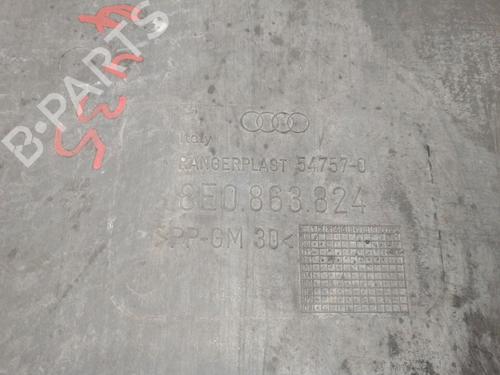 B-PARTS
Italy
RANGERPLAST 54757-0
8E0.863.824
>PP-GM 30<